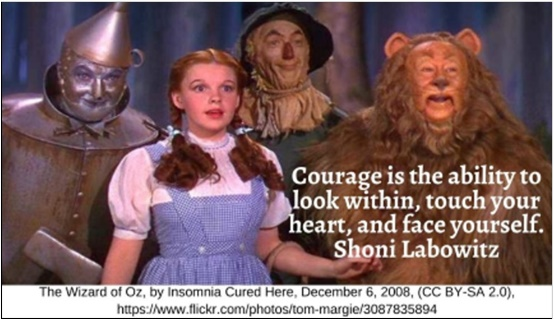 Courage is the ability to
look within, touch your
heart, and face yourself.
Shoni Labowitz
The Wizard of Oz, by Insomnia Cured Here, December 6, 2008, (CC BY-SA 2.0),
https://www.flickr.com/photos/tom-margie/3087835894